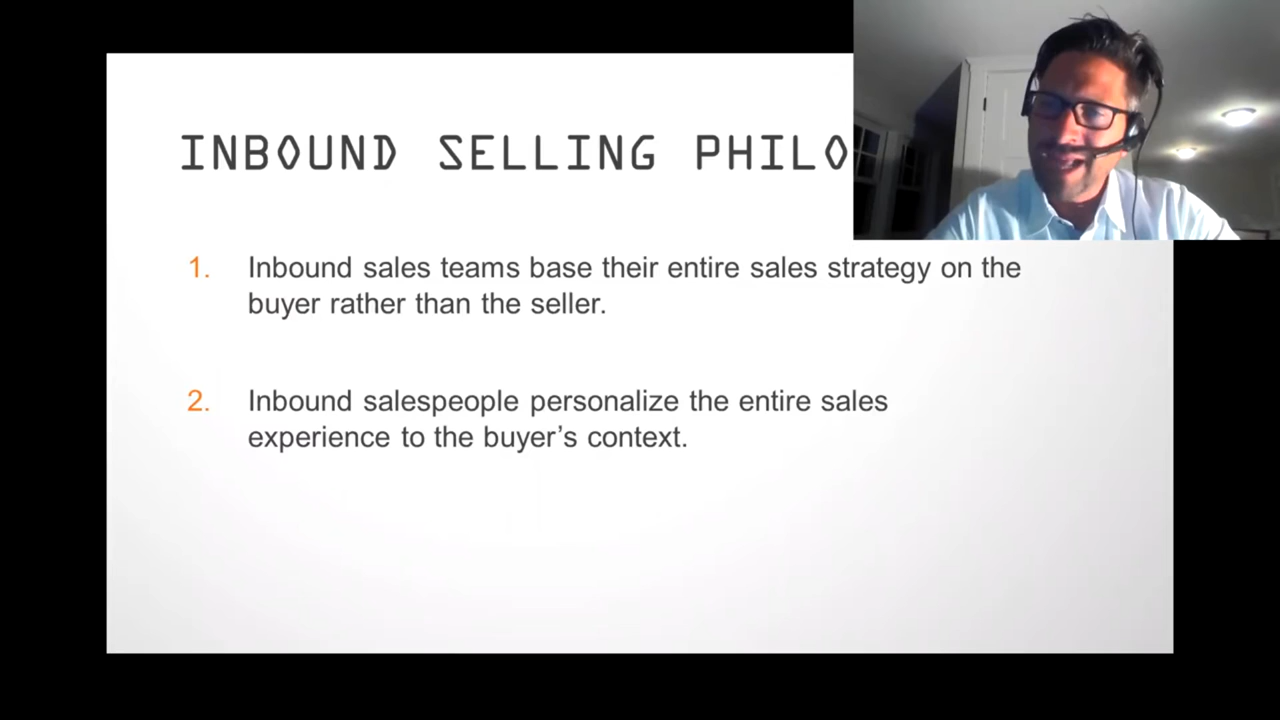 INBOUND SELLING PHILO
1. Inbound sales teams base their entire sales strategy on the
buyer rather than the seller.
2. Inbound salespeople personalize the entire sales
experience to the buyer’s context.